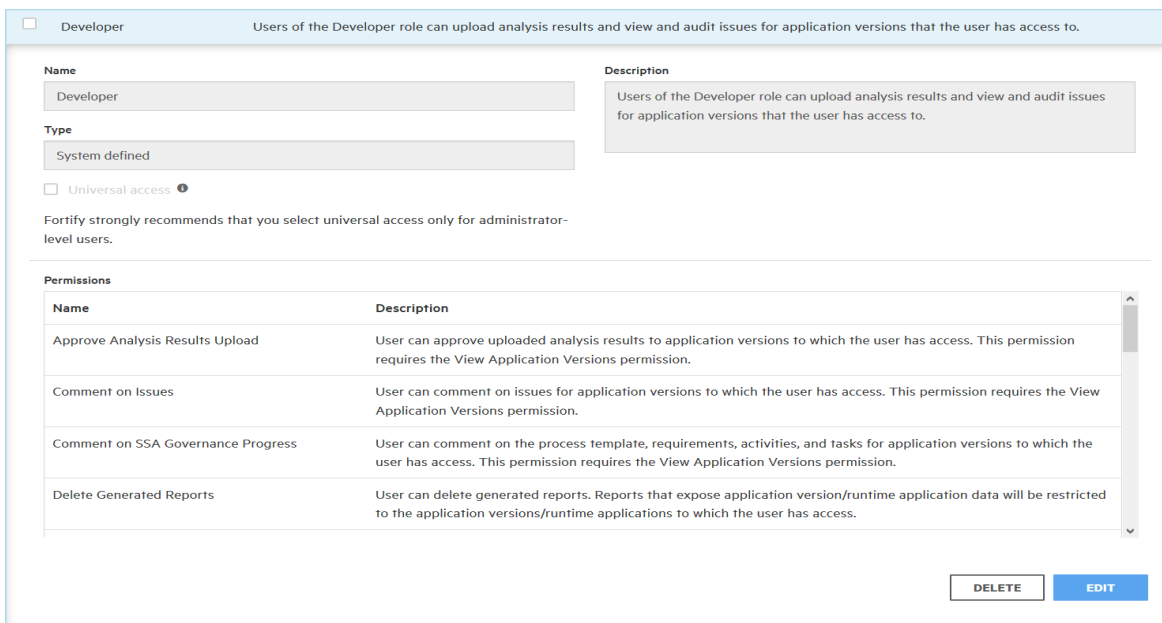 Developer Users of the Developer role can upload analysis results and view and audit issues for application versions that the user has access to.
Name
Developer
Type
System defined
Universal access
Fortify strongly recommends that you select universal access only for administrator-
level users.
Description
Users of the Developer role can upload analysis results and view and audit issues
for application versions that the user has access to.
Permissions
Name Description
Approve Analysis Results Upload User can approve uploaded analysis results to application versions to which the user has access. This permission
requires the View Application Versions permission.
Comment on Issues User can comment on issues for application versions to which the user has access. This permission requires the View
Application Versions permission.
Comment on SSA Governance Progress User can comment on the process template, requirements, activities, and tasks for application versions to which the
user has access. This permission requires the View Application Versions permission.
Delete Generated Reports User can delete generated reports. Reports that expose application version/runtime application data will be restricted
to the application versions/runtime applications to which the user has access.
DELETE EDIT